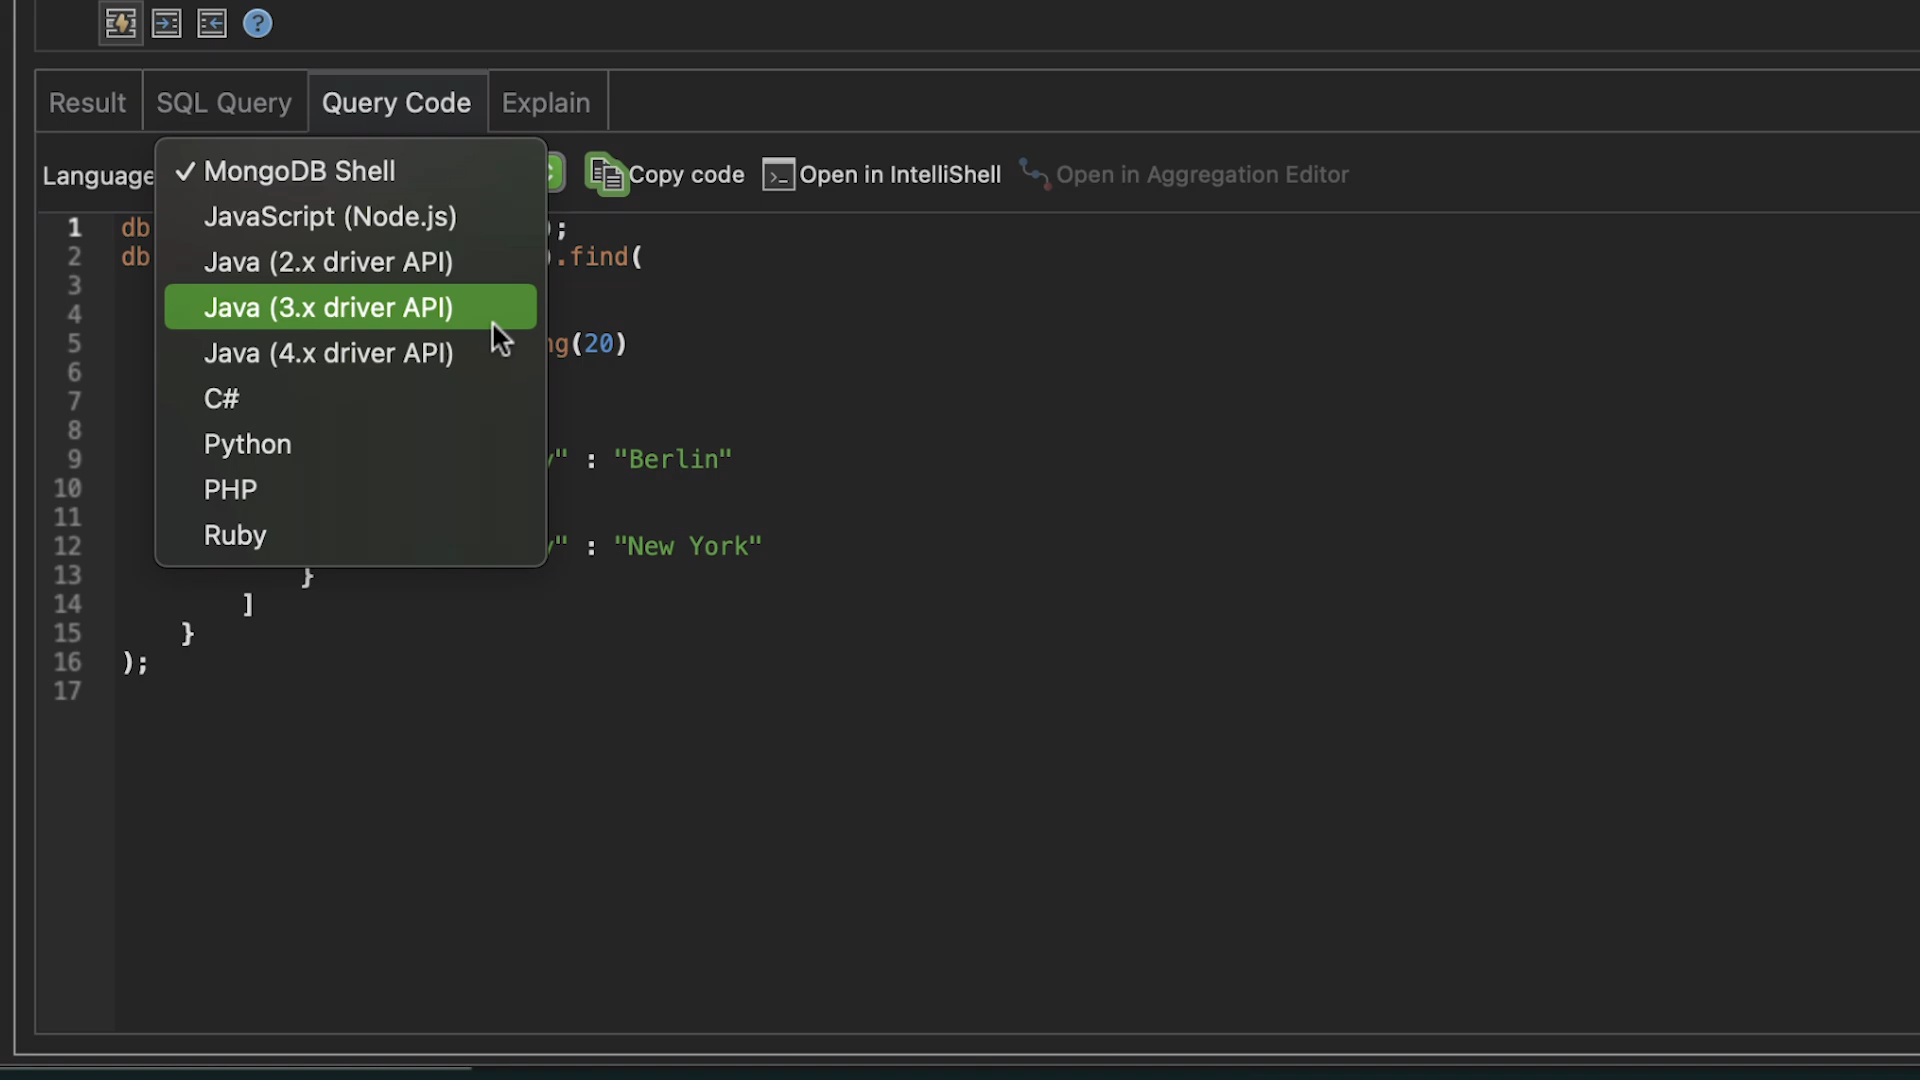 ?
Result SQL Query Query Code Explain
Language
✓ MongoDB Shell
JavaScript (Node.js)
Java (2.x driver API)
Java (3.x driver API)
Java (4.x driver API)
C#
Python
PHP
Ruby
Copy code >_ Open in IntelliShell Open in Aggregation Editor
1 db );
2 db ).find(
3
4
5 ng(20)
6
7
8
9 y" : "Berlin"
10
11
12 y" : "New York"
13 }
14 ]
15 }
16 );
17